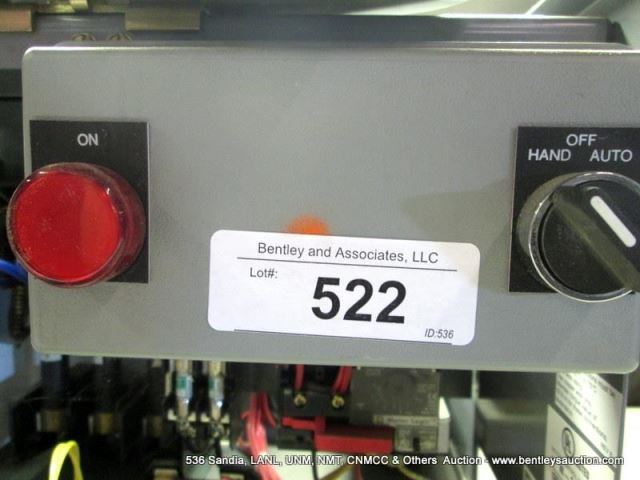 ON
OFF
HAND AUTO
Bentley and Associates, LLC
Lot#:
522
ID:536
536 Sandia, LANL, UNM, NMT, CNMCC & Others Auction - www.bentleysauction.com